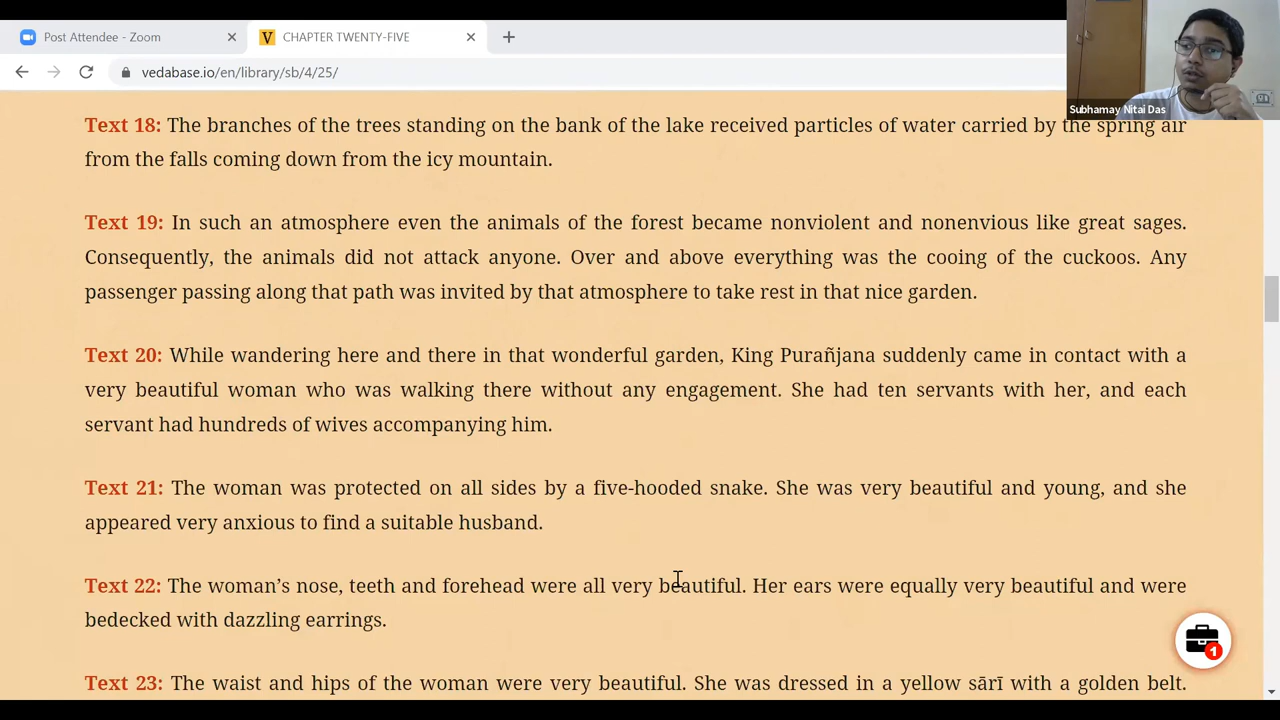 Post Attendee - Zoom
V CHAPTER TWENTY-FIVE
vedabase.io/en/library/sb/4/25/
Subhamay Nitai Das
Text 18: The branches of the trees standing on the bank of the lake received particles of water carried by the spring air
from the falls coming down from the icy mountain.
Text 19: In such an atmosphere even the animals of the forest became nonviolent and nonenvious like great sages.
Consequently, the animals did not attack anyone. Over and above everything was the cooing of the cuckoos. Any
passenger passing along that path was invited by that atmosphere to take rest in that nice garden.
Text 20: While wandering here and there in that wonderful garden, King Purañjana suddenly came in contact with a
very beautiful woman who was walking there without any engagement. She had ten servants with her, and each
servant had hundreds of wives accompanying him.
Text 21: The woman was protected on all sides by a five-hooded snake. She was very beautiful and young, and she
appeared very anxious to find a suitable husband.
Text 22: The woman’s nose, teeth and forehead were all very beautiful. Her ears were equally very beautiful and were
bedecked with dazzling earrings.
1
Text 23: The waist and hips of the woman were very beautiful. She was dressed in a yellow sārī with a golden belt.